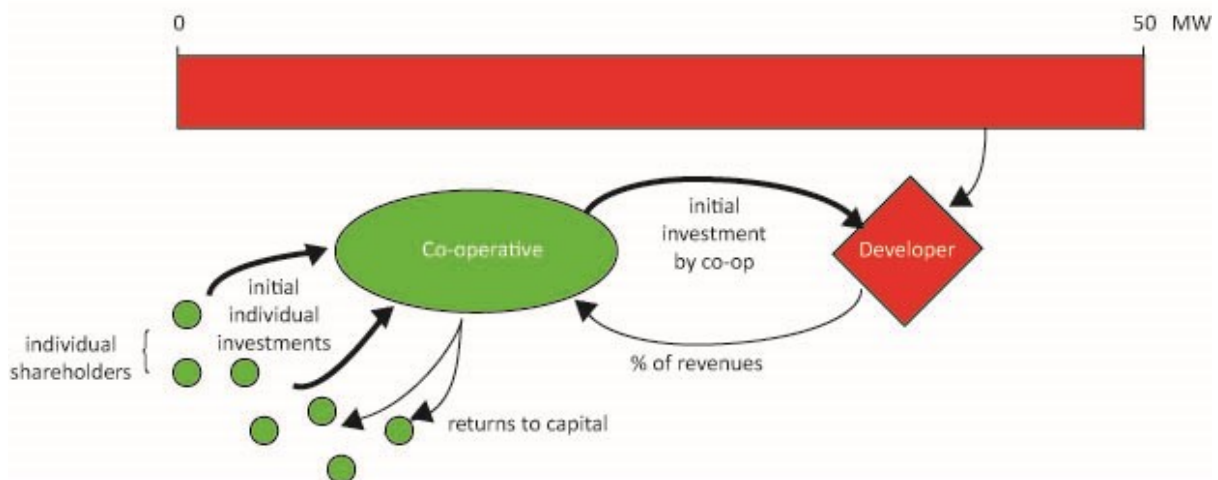 0
50 MW
Co-operative
initial
investment
by co-op
Developer
initial
individual
investments
individual
shareholders
% of revenues
returns to capital